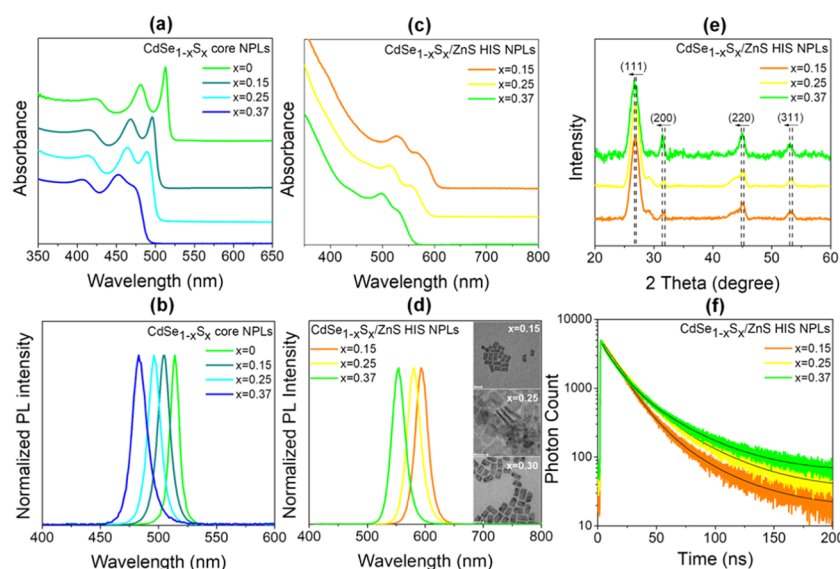 (a)
CdSe1-xSx core NPLs
x=0
x=0.15
x=0.25
x=0.37
Absorbance
350 400 450 500 550 600 650
Wavelength (nm)
(c)
CdSe1-xSx/ZnS HIS NPLs
x=0.15
x=0.25
x=0.37
Absorbance
400 500 600 700 800
Wavelength (nm)
(e)
CdSe1-xSx/ZnS HIS NPLs
x=0.15
x=0.25
x=0.37
(111)
(200)
(220)
(311)
Intensity
20 30 40 50 60
2 Theta (degree)
(b)
CdSe1-xSx core NPLs
x=0
x=0.15
x=0.25
x=0.37
Normalized PL intensity
400 450 500 550 600
Wavelength (nm)
(d)
CdSe1-xSx/ZnS HIS NPLs
x=0.15
x=0.25
x=0.37
x=0.15
x=0.25
x=0.30
Normalized PL Intensity
400 500 600 700 800
Wavelength (nm)
(f)
CdSe1-xSx/ZnS HIS NPLs
x=0.15
x=0.25
x=0.37
Photon Count
10000
1000
100
10
0 50 100 150 200
Time (ns)